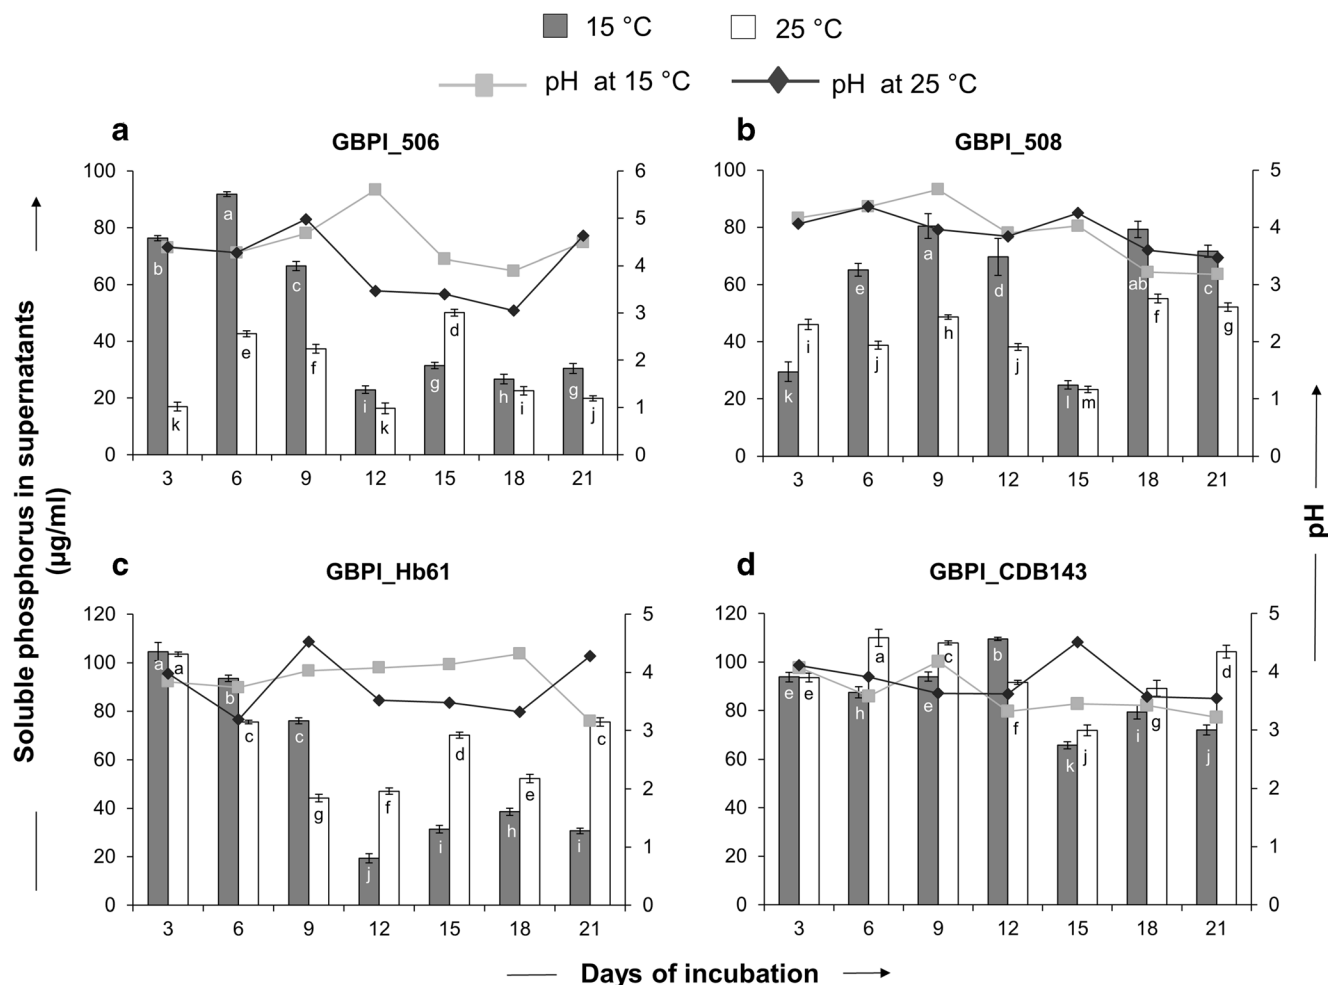 15 °C 25 °C
pH at 15 °C pH at 25 °C
a GBPI_506
100 80 60 40 20 0
6 5 4 3 2 1 0
b a c i g h g
k e f k d i j
3 6 9 12 15 18 21
b GBPI_508
100 80 60 40 20 0
5 4 3 2 1 0
k e a d l ab c
i j h j m f g
3 6 9 12 15 18 21
Soluble phosphorus in supernatants
(µg/ml)
pH
c GBPI_Hb61
120 100 80 60 40 20 0
5 4 3 2 1 0
a b c j i h i
a c g f d e c
3 6 9 12 15 18 21
d GBPI_CDB143
120 100 80 60 40 20 0
5 4 3 2 1 0
e h e b k i j
e a c f j g d
3 6 9 12 15 18 21
Days of incubation